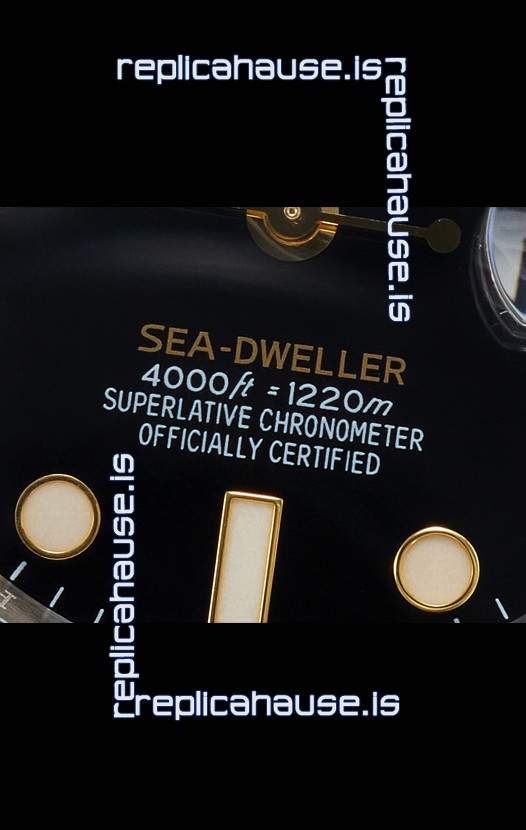 replicahause.is
replicahause.is
SEA-DWELLER
4000ft = 1220m
SUPERLATIVE CHRONOMETER
OFFICIALLY CERTIFIED
replicahause.is
replicahause.is